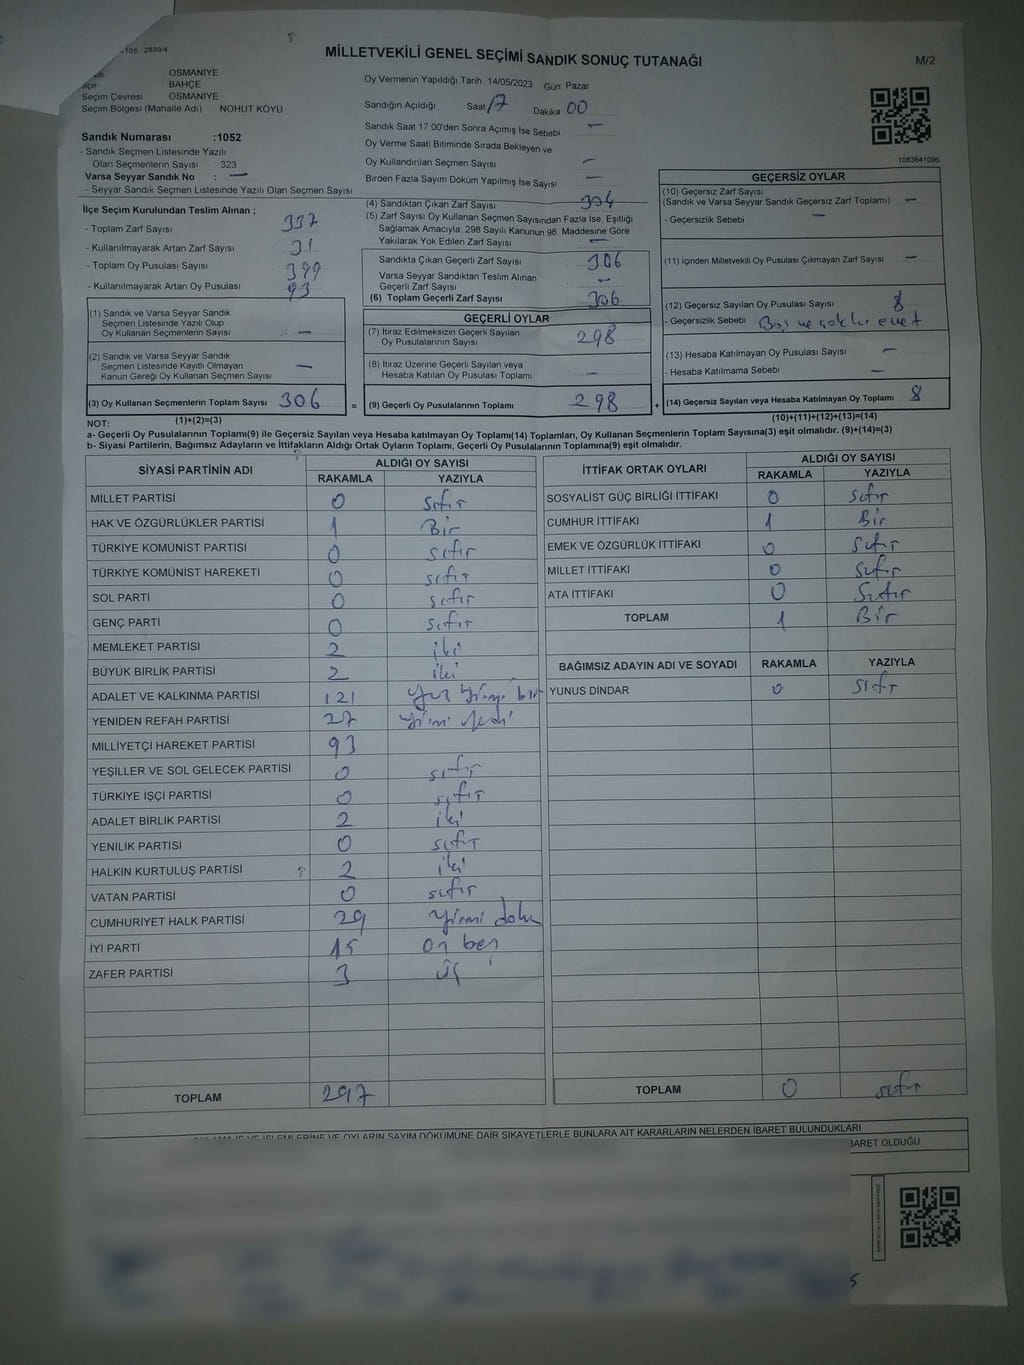 105 2839/4
MİLLETVEKİLİ GENEL SEÇİMİ SANDIK SONUÇ TUTANAĞI
M/2
OSMANİYE
BAHÇE
Seçim Çevresi OSMANİYE
Seçim Bölgesi (Mahalle Adı) NOHUT KÖYÜ
Sandık Numarası :1052
- Sandık Seçmen Listesinde Yazılı
Olan Seçmenlerin Sayısı 323
Varsa Seyyar Sandık No : —
- Seyyar Sandık Seçmen Listesinde Yazılı Olan Seçmen Sayısı
Oy Vermenin Yapıldığı Tarih 14/05/2023 Gün Pazar
Sandığın Açıldığı Saat 17 Dakika 00
Sandık Saat 17:00'den Sonra Açımış İse Sebebi —
Oy Verme Saati Bitiminde Sırada Bekleyen ve
Oy Kullandırılan Seçmen Sayısı —
Birden Fazla Sayım Döküm Yapılmış İse Sayısı —
1083641096
İlçe Seçim Kurulundan Teslim Alınan ;
- Toplam Zarf Sayısı 337
- Kullanılmayarak Artan Zarf Sayısı 31
- Toplam Oy Pusulası Sayısı 399
- Kullanılmayarak Artan Oy Pusulası 93
(4) Sandıktan Çıkan Zarf Sayısı
(5) Zarf Sayısı Oy Kullanan Seçmen Sayısından Fazla İse, Eşitliği
Sağlamak Amacıyla; 298 Sayılı Kanunun 98. Maddesine Göre
Yakılarak Yok Edilen Zarf Sayısı —
Sandıkta Çıkan Geçerli Zarf Sayısı 306
Varsa Seyyar Sandıktan Teslim Alınan
Geçerli Zarf Sayısı —
(6) Toplam Geçerli Zarf Sayısı 306
GEÇERSİZ OYLAR
(10) Geçersiz Zarf Sayısı
(Sandık ve Varsa Seyyar Sandık Geçersiz Zarf Toplamı) —
- Geçersizlik Sebebi —
(11) İçinden Milletvekili Oy Pusulası Çıkmayan Zarf Sayısı —
(12) Geçersiz Sayılan Oy Pusulası Sayısı 8
- Geçersizlik Sebebi Boş ve çoklu evet
(13) Hesaba Katılmayan Oy Pusulası Sayısı —
- Hesaba Katılmama Sebebi : —
(14) Geçersiz Sayılan veya Hesaba Katılmayan Oy Toplamı 8
(10)+(11)+(12)+(13)=(14)
(1) Sandık ve Varsa Seyyar Sandık
Seçmen Listesinde Yazılı Olup
Oy Kullanan Seçmenlerin Sayısı —
(2) Sandık ve Varsa Seyyar Sandık
Seçmen Listesinde Kayıtlı Olmayan
Kanun Gereği Oy Kullanan Seçmen Sayısı —
(3) Oy Kullanan Seçmenlerin Toplam Sayısı 306 =
(1)+(2)=(3)
GEÇERLİ OYLAR
(7) İtiraz Edilmeksizin Geçerli Sayılan
Oy Pusulalarının Sayısı 298
(8) İtiraz Üzerine Geçerli Sayılan veya
Hesaba Katılan Oy Pusulası Toplamı —
(9) Geçerli Oy Pusulalarının Toplamı 298 +
NOT:
a- Geçerli Oy Pusulalarının Toplamı(9) ile Geçersiz Sayılan veya Hesaba katılmayan Oy Toplamı(14) Toplamları, Oy Kullanan Seçmenlerin Toplam Sayısına(3) eşit olmalıdır. (9)+(14)=(3)
b- Siyasi Partilerin, Bağımsız Adayların ve İttifakların Aldığı Ortak Oyların Toplamı, Geçerli Oy Pusulalarının Toplamına(9) eşit olmalıdır.
SİYASİ PARTİNİN ADI ALDIĞI OY SAYISI
RAKAMLA YAZIYLA
MİLLET PARTİSİ 0 sıfır
HAK VE ÖZGÜRLÜKLER PARTİSİ 1 Bir
TÜRKİYE KOMÜNİST PARTİSİ 0 sıfır
TÜRKİYE KOMÜNİST HAREKETİ 0 sıfır
SOL PARTİ 0 sıfır
GENÇ PARTİ 0 sıfır
MEMLEKET PARTİSİ 2 iki
BÜYÜK BİRLİK PARTİSİ 2 iki
ADALET VE KALKINMA PARTİSİ 121 yüz yirmi bir
YENİDEN REFAH PARTİSİ 27 yirmi yedi
MİLLİYETÇİ HAREKET PARTİSİ 93
YEŞİLLER VE SOL GELECEK PARTİSİ 0 sıfır
TÜRKİYE İŞÇİ PARTİSİ 0 sıfır
ADALET BİRLİK PARTİSİ 2 iki
YENİLİK PARTİSİ 0 sıfır
HALKIN KURTULUŞ PARTİSİ 2 iki
VATAN PARTİSİ 0 sıfır
CUMHURİYET HALK PARTİSİ 29 yirmi doku
İYİ PARTİ 15 on beş
ZAFER PARTİSİ 3 üç
TOPLAM 297
İTTİFAK ORTAK OYLARI ALDIĞI OY SAYISI
RAKAMLA YAZIYLA
SOSYALİST GÜÇ BİRLİĞİ İTTİFAKI 0 sıfır
CUMHUR İTTİFAKI 1 Bir
EMEK VE ÖZGÜRLÜK İTTİFAKI 0 sıfır
MİLLET İTTİFAKI 0 sıfır
ATA İTTİFAKI 0 sıfır
TOPLAM 1 Bir
BAĞIMSIZ ADAYIN ADI VE SOYADI RAKAMLA YAZIYLA
YUNUS DİNDAR 0 sıfır
TOPLAM 0 sıfır
İŞLEMLERİNE VE OYLARIN SAYIM DÖKÜMÜNE DAİR ŞİKAYETLERLE BUNLARA AİT KARARLARIN NELERDEN İBARET BULUNDUKLARI
BARET OLDUĞU